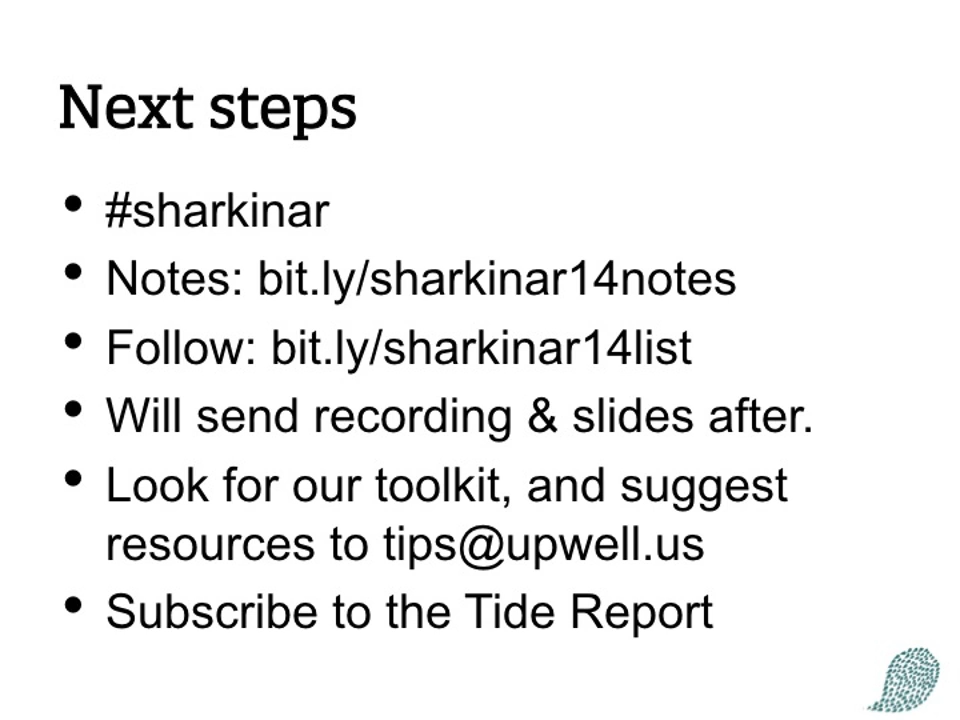 Next steps
• #sharkinar
• Notes: bit.ly/sharkinar14notes
• Follow: bit.ly/sharkinar14list
• Will send recording & slides after.
• Look for our toolkit, and suggest
resources to tips@upwell.us
• Subscribe to the Tide Report